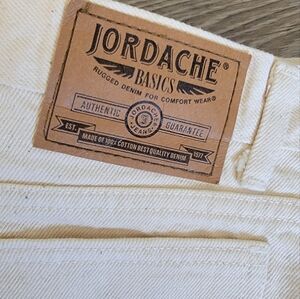 JORDACHE®
BASICS
RUGGED DENIM FOR COMFORT WEAR®
AUTHENTIC JORDACHE JEANS GUARANTEE
EST. 1977
MADE OF 100% COTTON BEST QUALITY DENIM